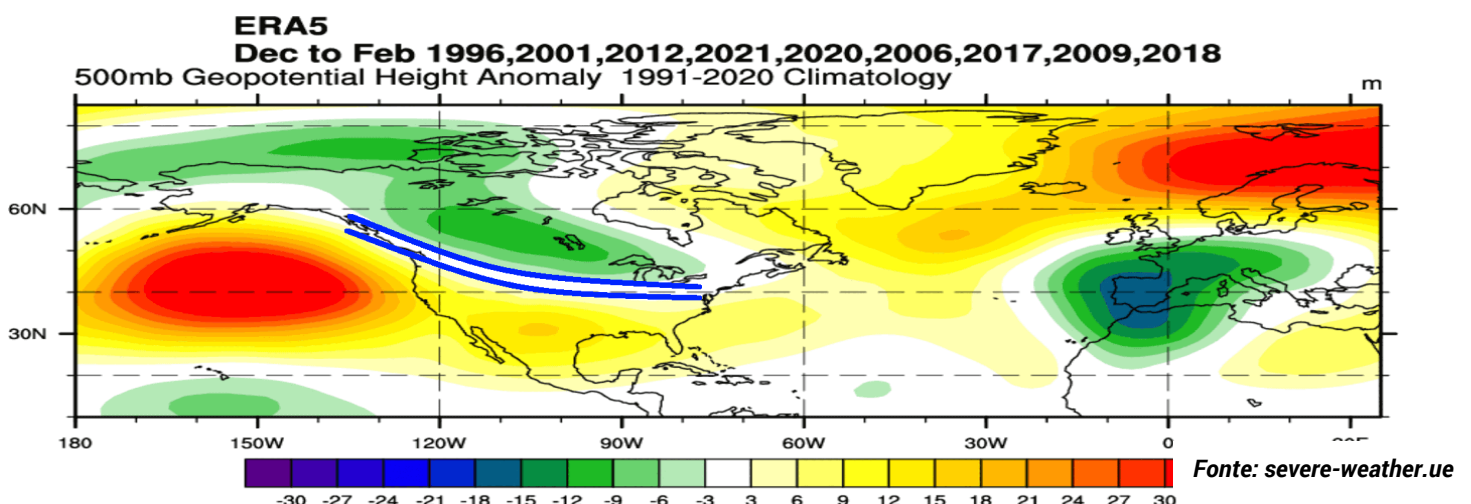 ERA5
Dec to Feb 1996,2001,2012,2021,2020,2006,2017,2009,2018
500mb Geopotential Height Anomaly 1991-2020 Climatology
m
60N
30N
180 150W 120W 90W 60W 30W 0
-30 -27 -24 -21 -18 -15 -12 -9 -6 -3 3 6 9 12 15 18 21 24 27 30
Fonte: severe-weather.ue